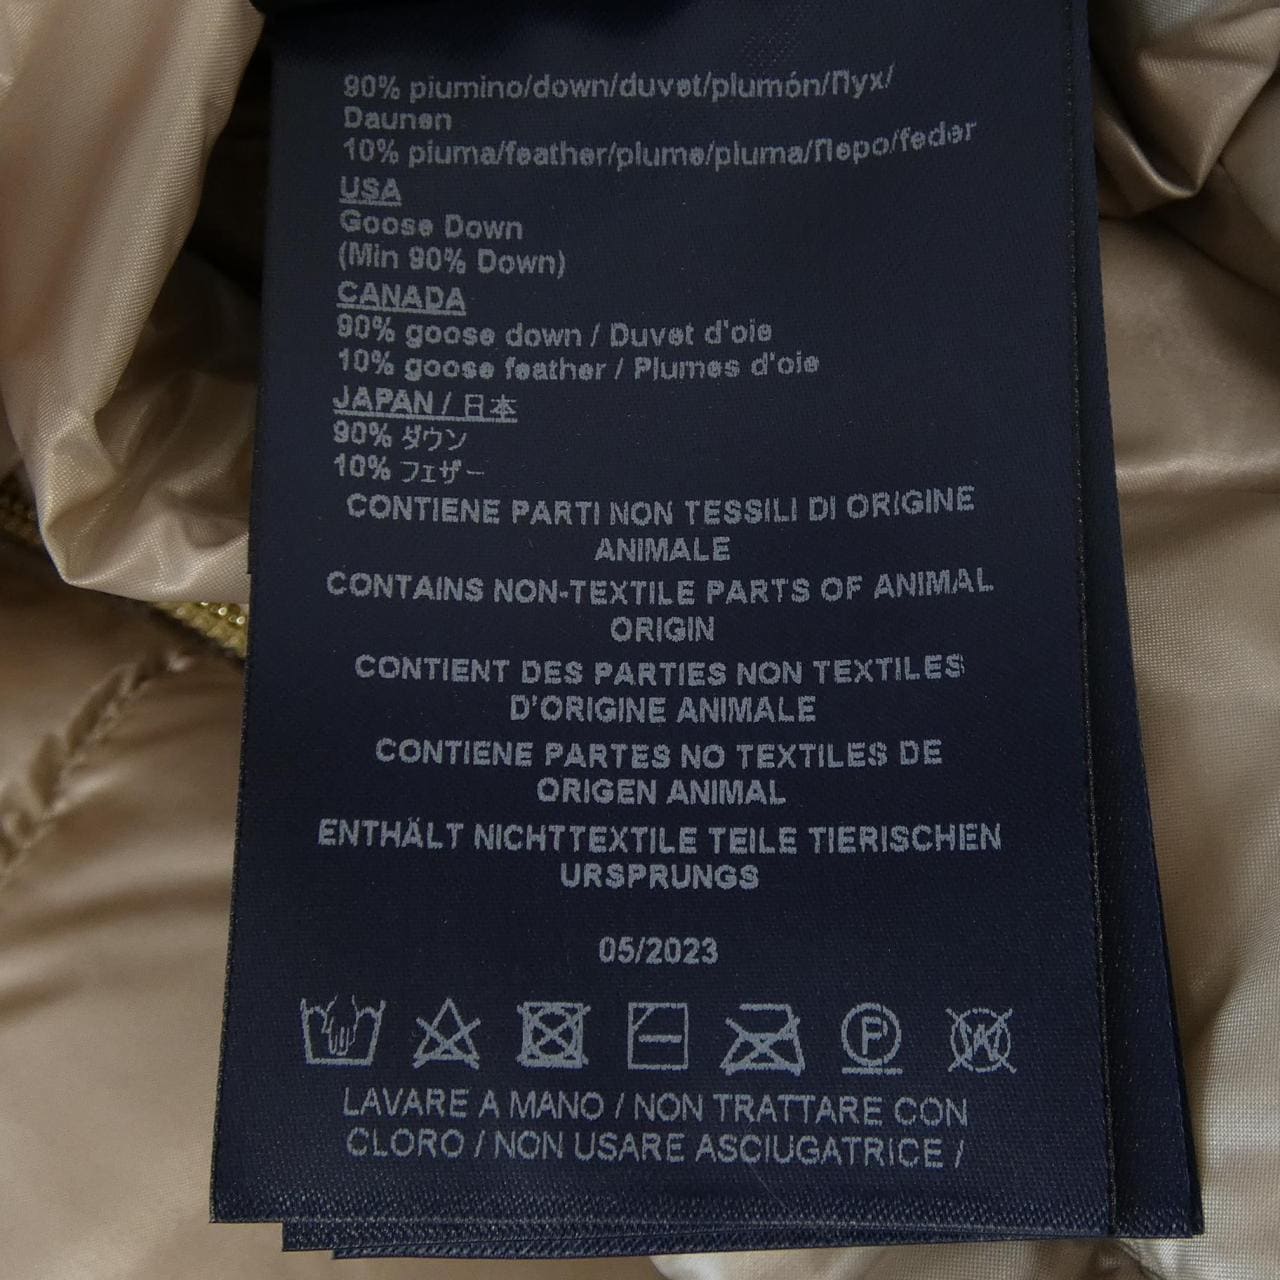 90% piumino/down/duvet/plumón/Пух/
Daunen
10% piuma/feather/plume/pluma/Перо/feder
USA
Goose Down
(Min 90% Down)
CANADA
90% goose down / Duvet d'oie
10% goose feather / Plumes d'oie
JAPAN / 日本
90% ダウン
10% フェザー
CONTIENE PARTI NON TESSILI DI ORIGINE
ANIMALE
CONTAINS NON-TEXTILE PARTS OF ANIMAL
ORIGIN
CONTIENT DES PARTIES NON TEXTILES
D'ORIGINE ANIMALE
CONTIENE PARTES NO TEXTILES DE
ORIGEN ANIMAL
ENTHÄLT NICHTTEXTILE TEILE TIERISCHEN
URSPRUNGS
05/2023
P W
LAVARE A MANO / NON TRATTARE CON
CLORO / NON USARE ASCIUGATRICE /